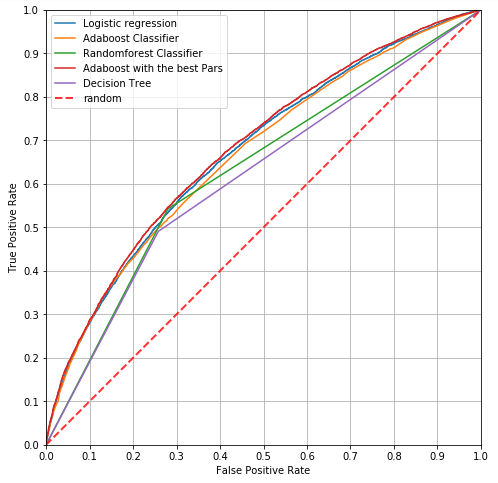 Logistic regression
Adaboost Classifier
Randomforest Classifier
Adaboost with the best Pars
Decision Tree
random
True Positive Rate
1.0
0.9
0.8
0.7
0.6
0.5
0.4
0.3
0.2
0.1
0.0
0.0 0.1 0.2 0.3 0.4 0.5 0.6 0.7 0.8 0.9 1.0
False Positive Rate